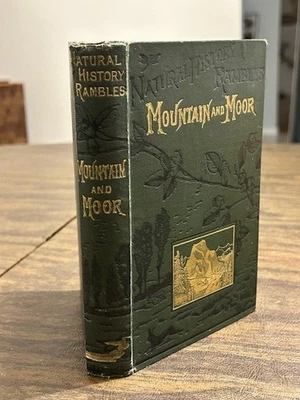 NATURAL
HISTORY
RAMBLES
MOUNTAIN
AND
MOOR
NATURAL HISTORY
RAMBLES
MOUNTAIN AND MOOR